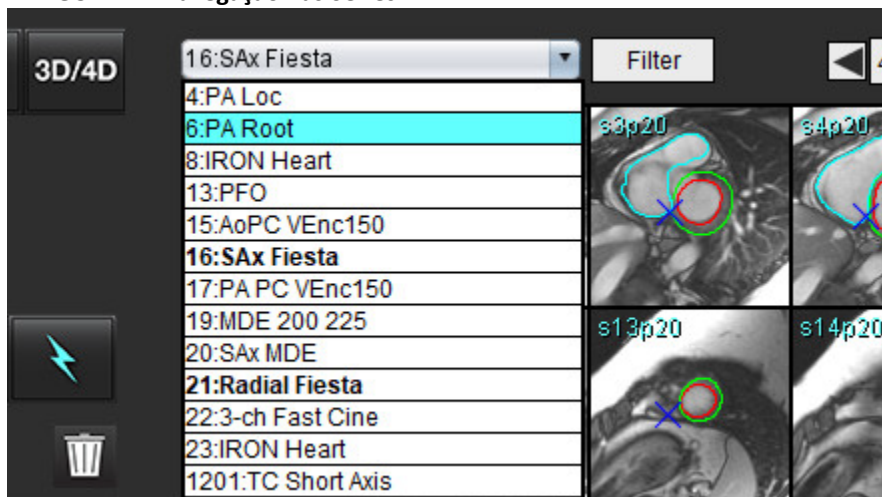 3D/4D
16:SAx Fiesta
Filter
4:PA Loc
6:PA Root
8:IRON Heart
13:PFO
15:AoPC VEnc150
16:SAx Fiesta
17:PA PC VEnc150
19:MDE 200 225
20:SAx MDE
21:Radial Fiesta
22:3-ch Fast Cine
23:IRON Heart
1201:TC Short Axis
s3p20
s4p20
s13p20
s14p20